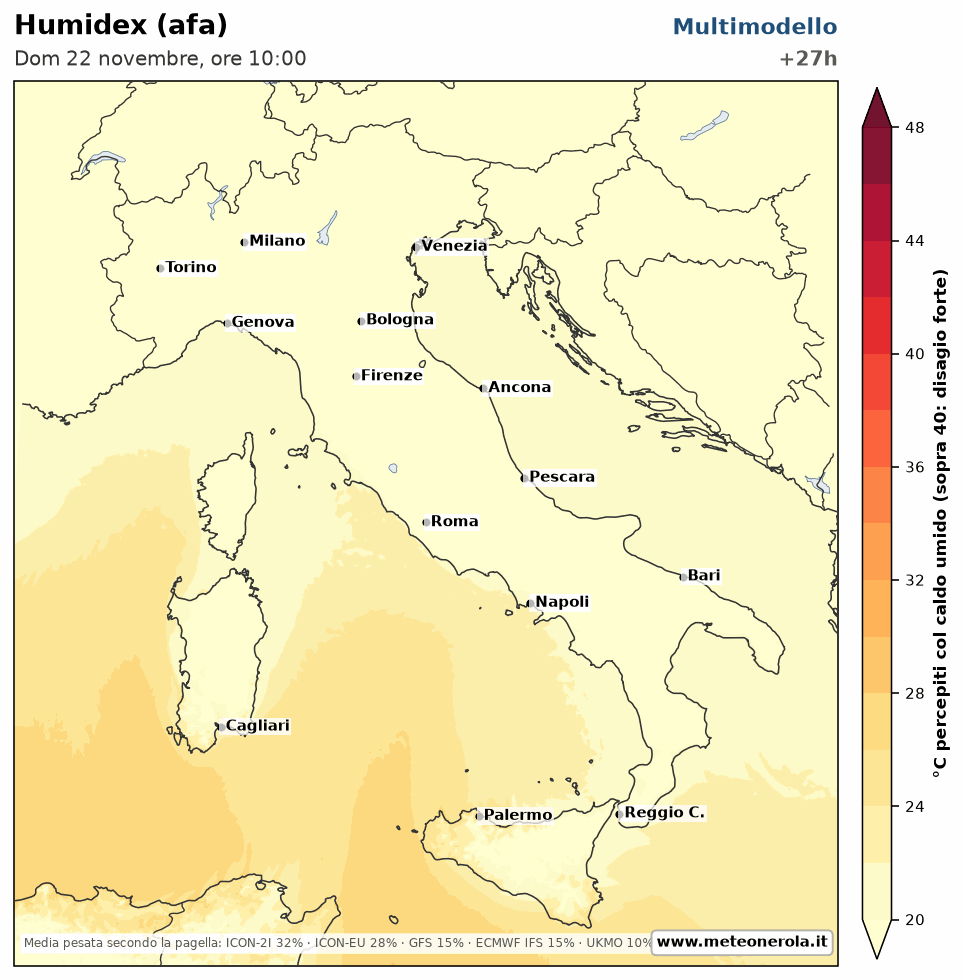 Humidex (afa)
Multimodello
Dom 22 novembre, ore 10:00
+27h
48
44
40
36
32
28
24
20
°C percepiti col caldo umido (sopra 40: disagio forte)
Milano
Venezia
Torino
Genova
Bologna
Firenze
Ancona
Pescara
Roma
Bari
Napoli
Cagliari
Palermo
Reggio C.
Media pesata secondo la pagella: ICON-2I 32% · ICON-EU 28% · GFS 15% · ECMWF IFS 15% · UKMO 10%
www.meteonerola.it